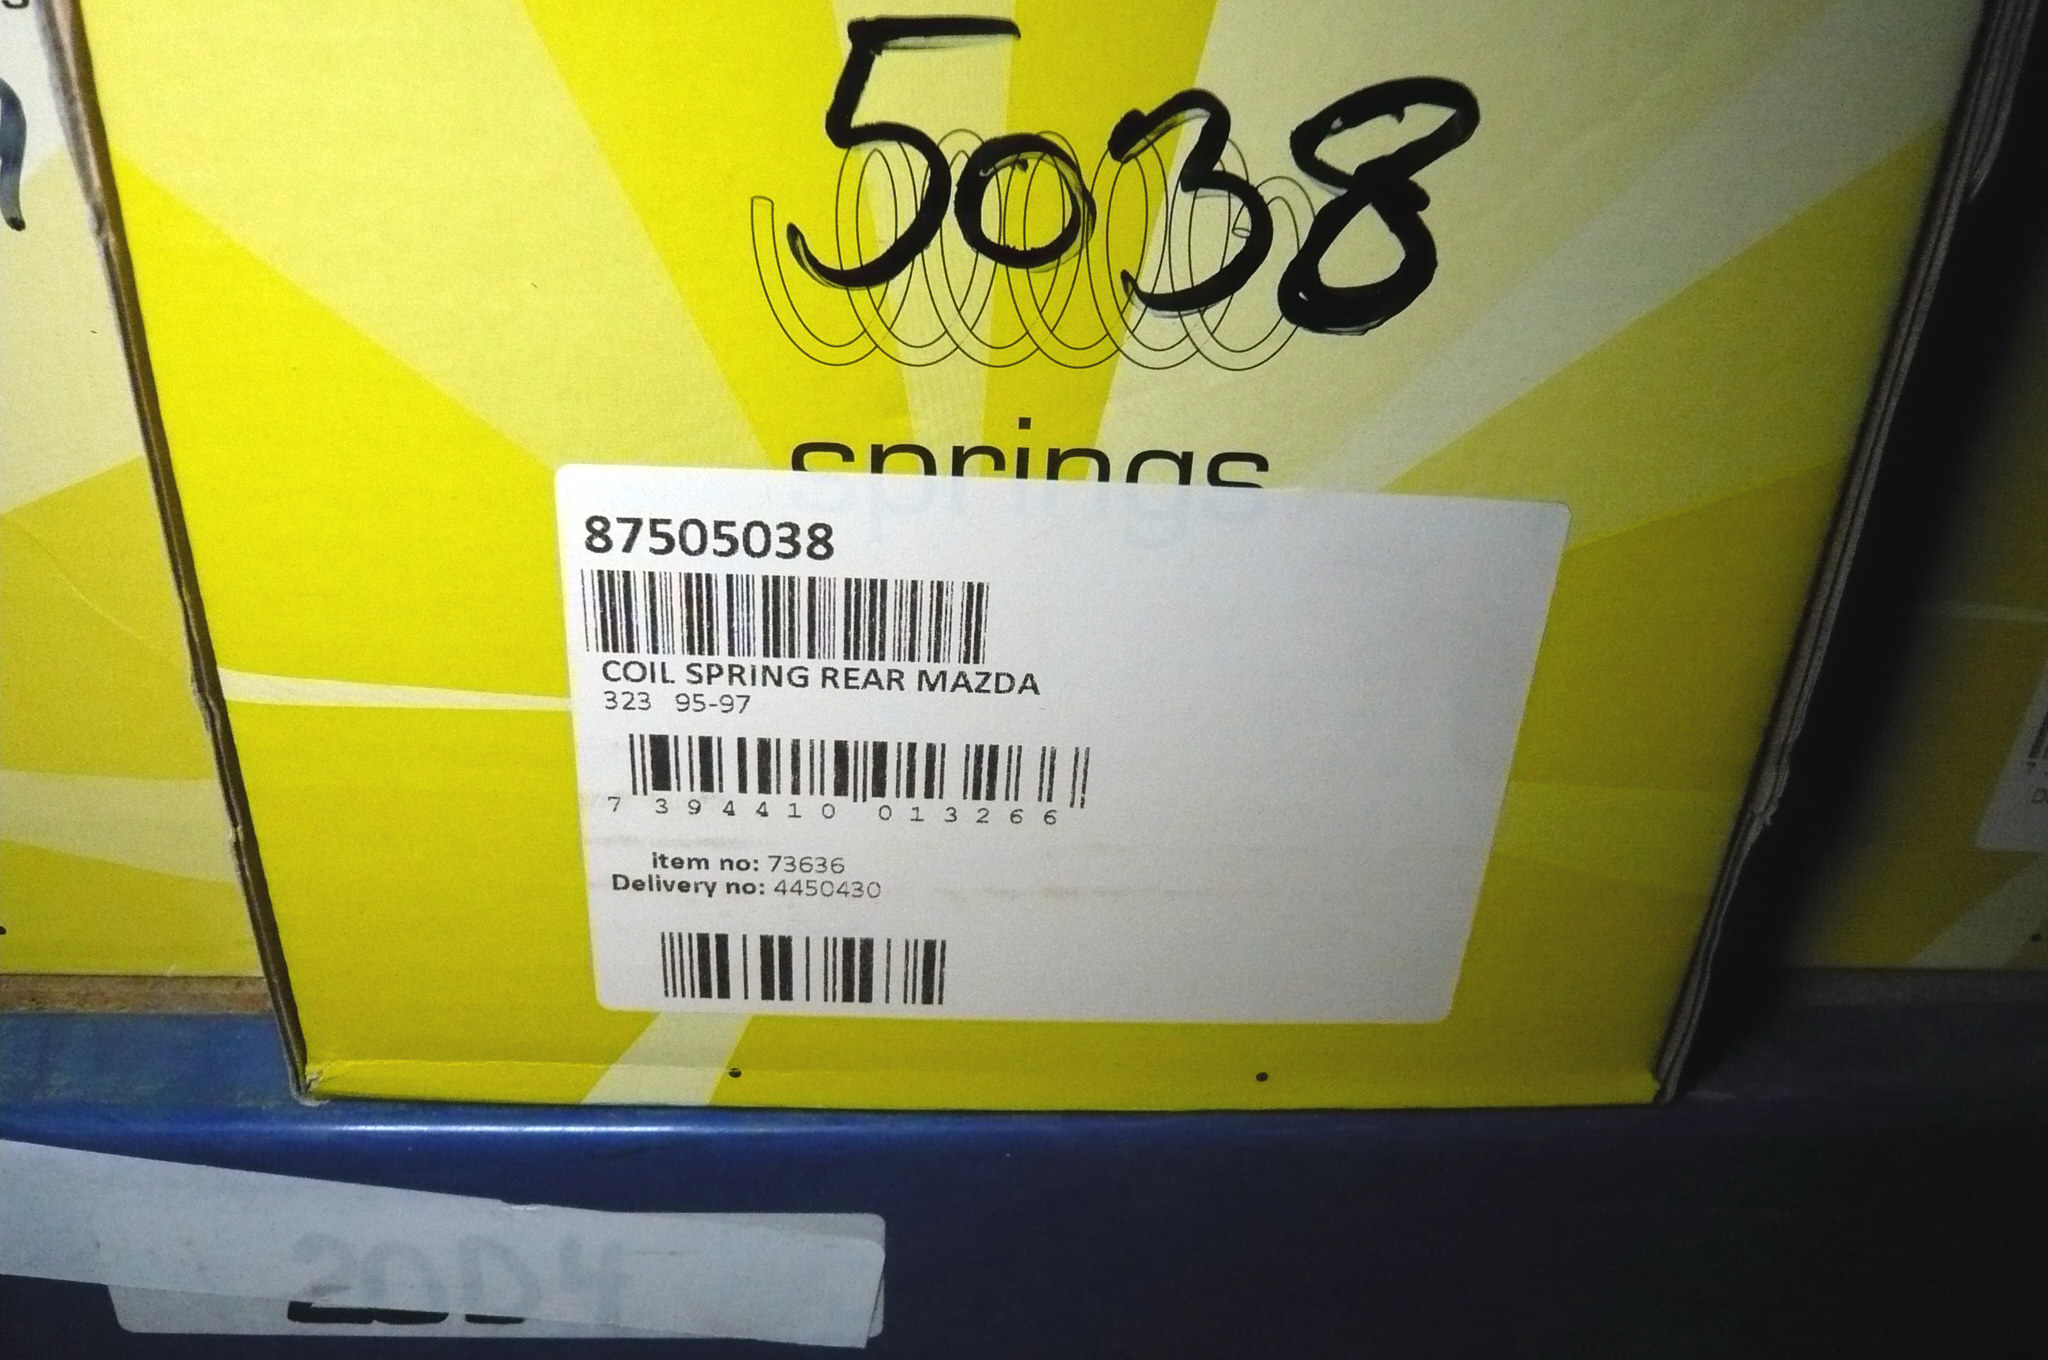 5038
springs
87505038
COIL SPRING REAR MAZDA
323 95-97
7 394410 013266
item no: 73636
Delivery no: 4450430